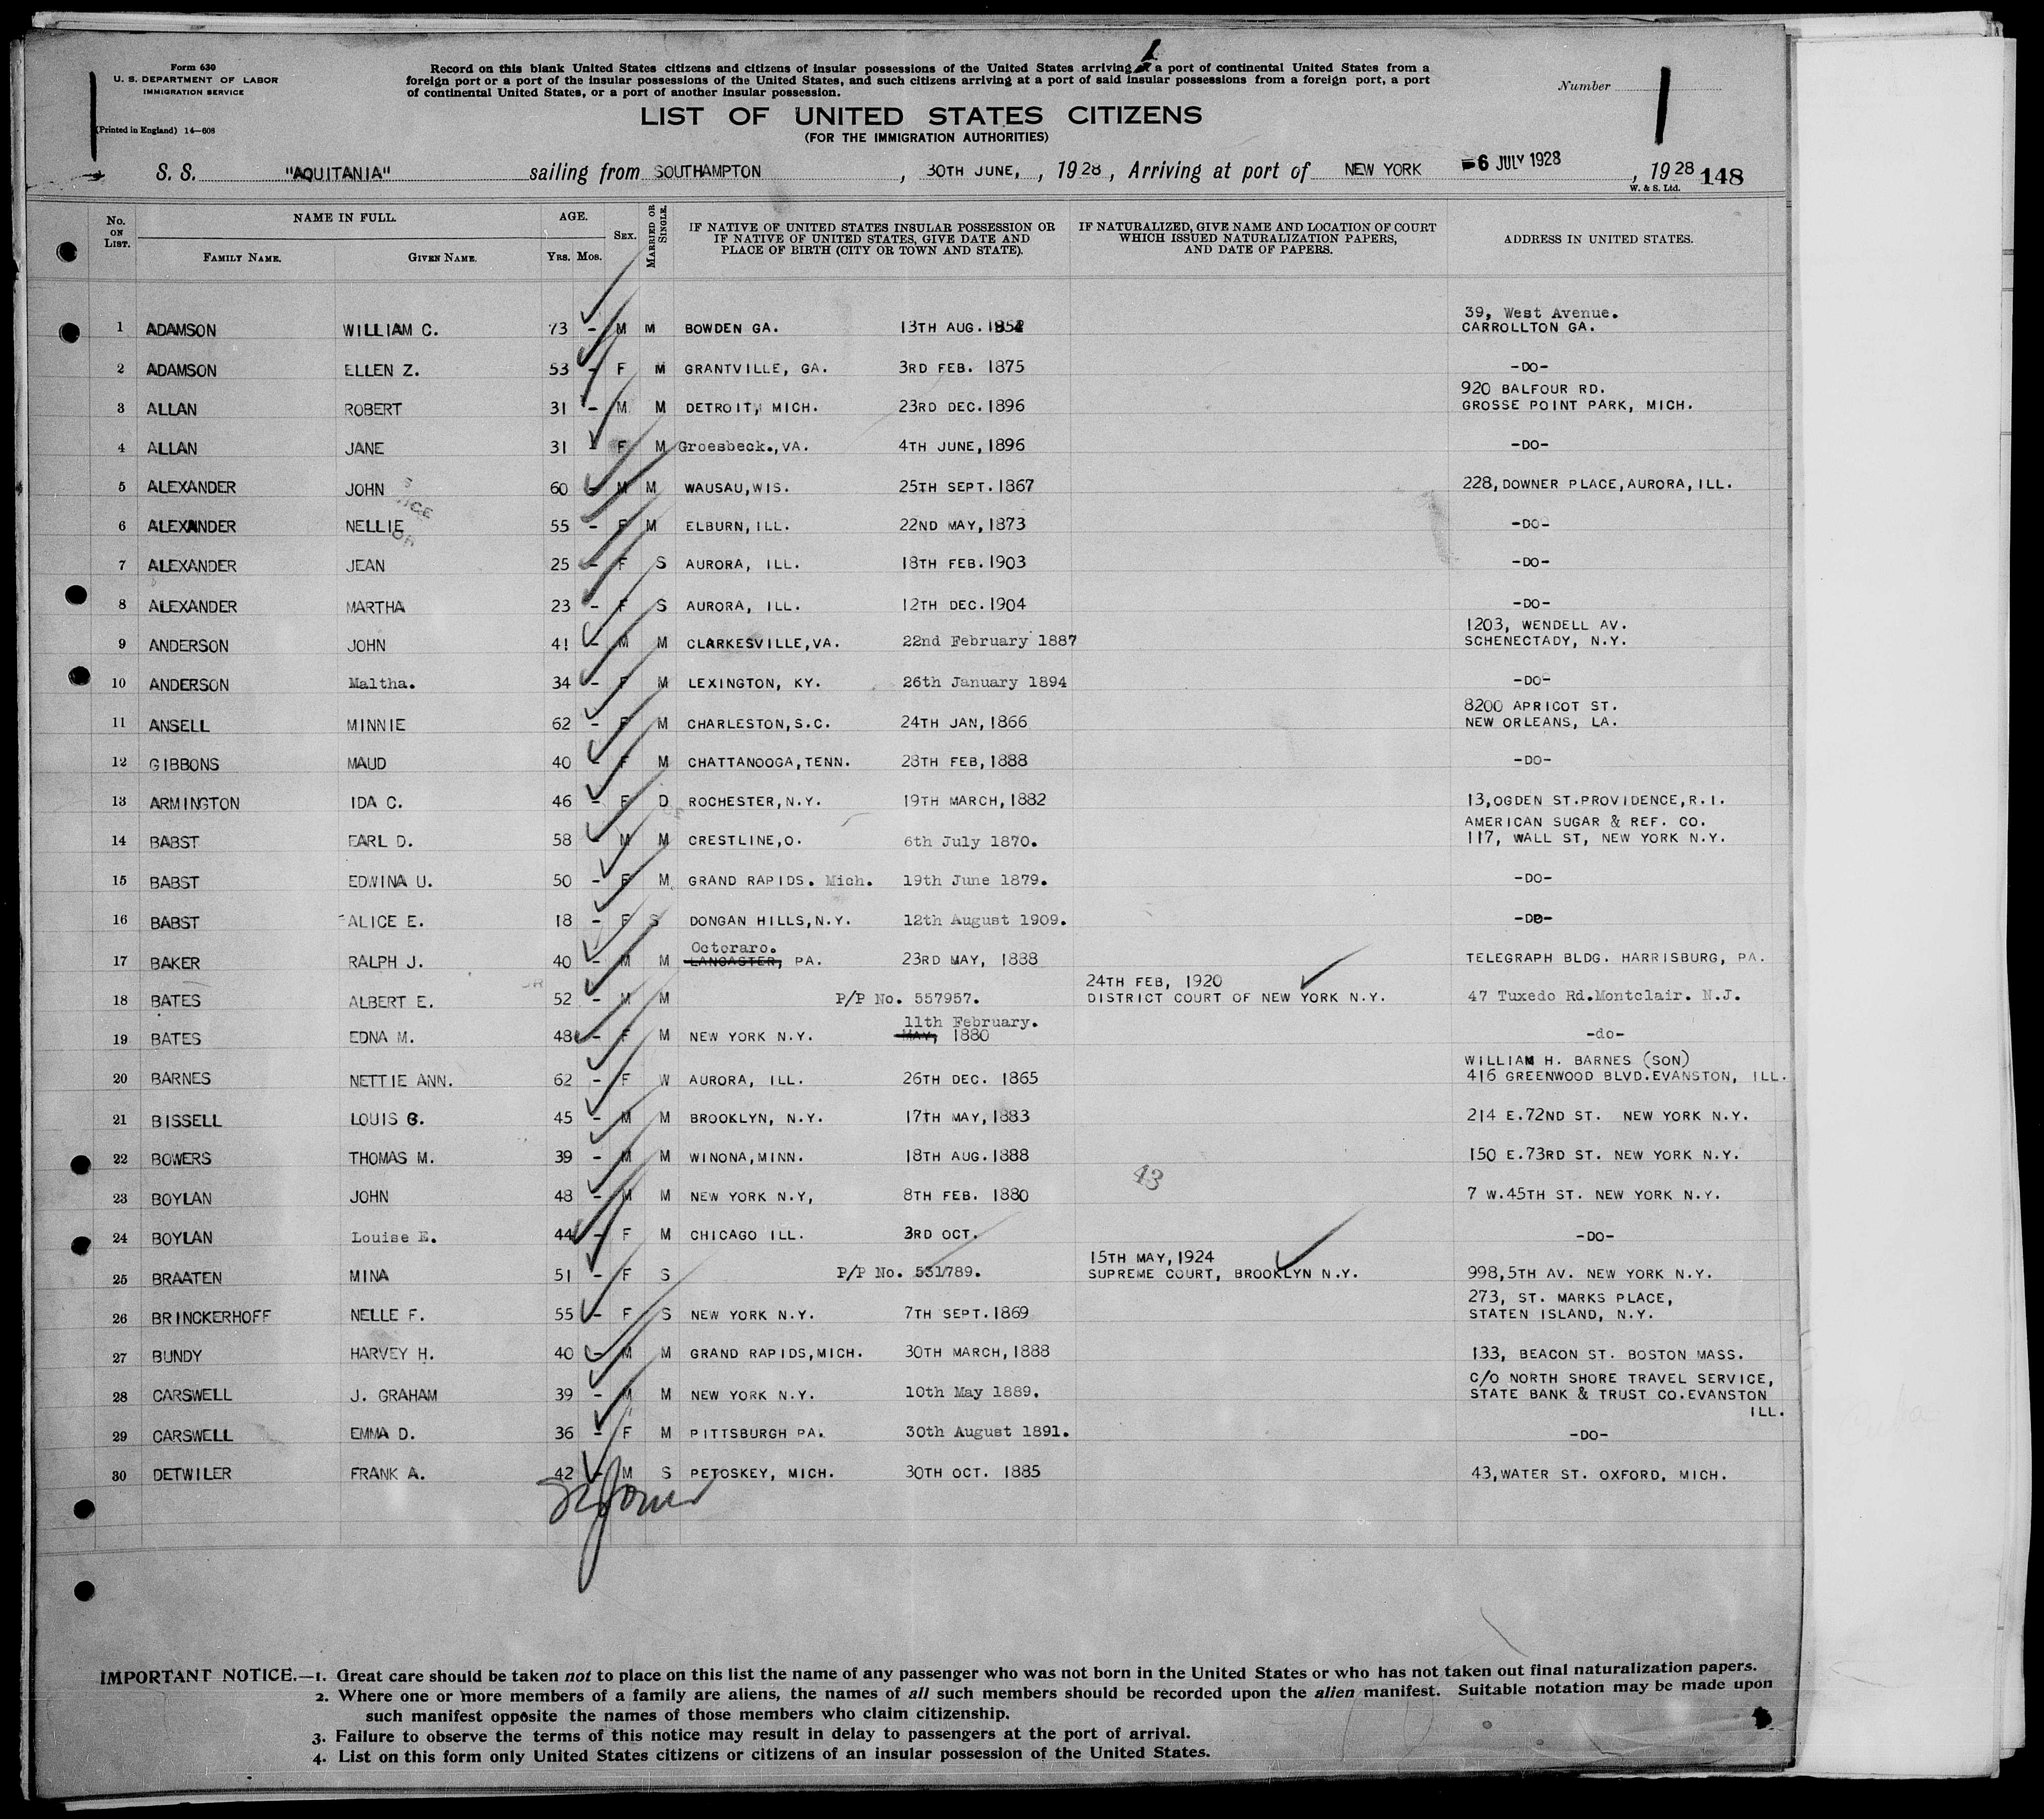 Form 630
U. S. DEPARTMENT OF LABOR
IMMIGRATION SERVICE
(Printed in England) 14—608
Record on this blank United States citizens and citizens of insular possessions of the United States arriving a port of continental United States from a
foreign port or a port of the insular possessions of the United States, and such citizens arriving at a port of said insular possessions from a foreign port, a port
of continental United States, or a port of another insular possession.
Number
LIST OF UNITED STATES CITIZENS
(FOR THE IMMIGRATION AUTHORITIES)
S. S. "AQUITANIA" sailing from SOUTHAMPTON, 30TH JUNE, , 1928, Arriving at port of NEW YORK -6 JULY 1928, 1928 148
W. & S. Ltd.
No. ON LIST. NAME IN FULL. AGE. SEX. MARRIED OR SINGLE. IF NATIVE OF UNITED STATES INSULAR POSSESSION OR IF NATIVE OF UNITED STATES, GIVE DATE AND PLACE OF BIRTH (CITY OR TOWN AND STATE). IF NATURALIZED, GIVE NAME AND LOCATION OF COURT WHICH ISSUED NATURALIZATION PAPERS, AND DATE OF PAPERS. ADDRESS IN UNITED STATES.
FAMILY NAME. GIVEN NAME. YRS. MOS.
39, West Avenue.
1 ADAMSON WILLIAM C. 73 - M M BOWDEN GA. 13TH AUG. 1852 CARROLLTON GA.
2 ADAMSON ELLEN Z. 53 - F M GRANTVILLE, GA. 3RD FEB. 1875 -DO-
920 BALFOUR RD.
3 ALLAN ROBERT 31 - M M DETROIT, MICH. 23RD DEC. 1896 GROSSE POINT PARK, MICH.
4 ALLAN JANE 31 - F M Groesbeck.,VA. 4TH JUNE, 1896 -DO-
5 ALEXANDER JOHN 60 - M M WAUSAU, WIS. 25TH SEPT. 1867 228, DOWNER PLACE, AURORA, ILL.
6 ALEXANDER NELLIE 55 - F M ELBURN, ILL. 22ND MAY, 1873 -DO-
7 ALEXANDER JEAN 25 - F S AURORA, ILL. 18TH FEB. 1903 -DO-
8 ALEXANDER MARTHA 23 - F S AURORA, ILL. 12TH DEC. 1904 -DO-
1203, WENDELL AV.
9 ANDERSON JOHN 41 - M M CLARKESVILLE, VA. 22nd February 1887 SCHENECTADY, N.Y.
10 ANDERSON Maltha. 34 - F M LEXINGTON, KY. 26th January 1894 -DO-
8200 APRICOT ST.
11 ANSELL MINNIE 62 - F M CHARLESTON, S.C. 24TH JAN, 1866 NEW ORLEANS, LA.
12 GIBBONS MAUD 40 - F M CHATTANOOGA, TENN. 28TH FEB, 1888 -DO-
13 ARMINGTON IDA C. 46 - F D ROCHESTER, N.Y. 19TH MARCH, 1882 13, OGDEN ST. PROVIDENCE, R.I.
AMERICAN SUGAR & REF. CO.
14 BABST EARL D. 58 - M M CRESTLINE, O. 6th July 1870. 117, WALL ST, NEW YORK N.Y.
15 BABST EDWINA U. 50 - F M GRAND RAPIDS. Mich. 19th June 1879. -DO-
16 BABST ALICE E. 18 - F S DONGAN HILLS, N.Y. 12th August 1909. -DO-
Octoraro.
17 BAKER RALPH J. 40 - M M LANCASTER, PA. 23RD MAY, 1888 TELEGRAPH BLDG. HARRISBURG, PA.
24TH FEB, 1920
18 BATES ALBERT E. 52 - M M P/P No. 557957. DISTRICT COURT OF NEW YORK N.Y. 47 Tuxedo Rd. Montclair. N.J.
11th February.
19 BATES EDNA M. 48 - F M NEW YORK N.Y. MAY, 1880 -do-
WILLIAM H. BARNES (SON)
20 BARNES NETTIE ANN. 62 - F W AURORA, ILL. 26TH DEC. 1865 416 GREENWOOD BLVD. EVANSTON, ILL.
21 BISSELL LOUIS G. 45 - M M BROOKLYN, N.Y. 17TH MAY, 1883 214 E. 72ND ST. NEW YORK N.Y.
22 BOWERS THOMAS M. 39 - M M WINONA, MINN. 18TH AUG. 1888 150 E. 73RD ST. NEW YORK N.Y.
43
23 BOYLAN JOHN 48 - M M NEW YORK N.Y, 8TH FEB. 1880 7 W. 45TH ST. NEW YORK N.Y.
24 BOYLAN Louise E. 44 - F M CHICAGO ILL. 3RD OCT. -DO-
15TH MAY, 1924
25 BRAATEN MINA 51 - F S P/P No. 531789. SUPREME COURT, BROOKLYN N.Y. 998, 5TH AV. NEW YORK N.Y.
273, ST. MARKS PLACE,
26 BRINCKERHOFF NELLE F. 55 - F S NEW YORK N.Y. 7TH SEPT. 1869 STATEN ISLAND, N.Y.
27 BUNDY HARVEY H. 40 - M M GRAND RAPIDS, MICH. 30TH MARCH, 1888 133, BEACON ST. BOSTON MASS.
C/O NORTH SHORE TRAVEL SERVICE,
28 CARSWELL J. GRAHAM 39 - M M NEW YORK N.Y. 10th May 1889. STATE BANK & TRUST CO. EVANSTON
ILL.
29 CARSWELL EMMA D. 36 - F M PITTSBURGH PA. 30th August 1891. -DO-
30 DETWILER FRANK A. 42 - M S PETOSKEY, MICH. 30TH OCT. 1885 43, WATER ST. OXFORD, MICH.
IMPORTANT NOTICE.—1. Great care should be taken not to place on this list the name of any passenger who was not born in the United States or who has not taken out final naturalization papers.
2. Where one or more members of a family are aliens, the names of all such members should be recorded upon the alien manifest. Suitable notation may be made upon
such manifest opposite the names of those members who claim citizenship.
3. Failure to observe the terms of this notice may result in delay to passengers at the port of arrival.
4. List on this form only United States citizens or citizens of an insular possession of the United States.